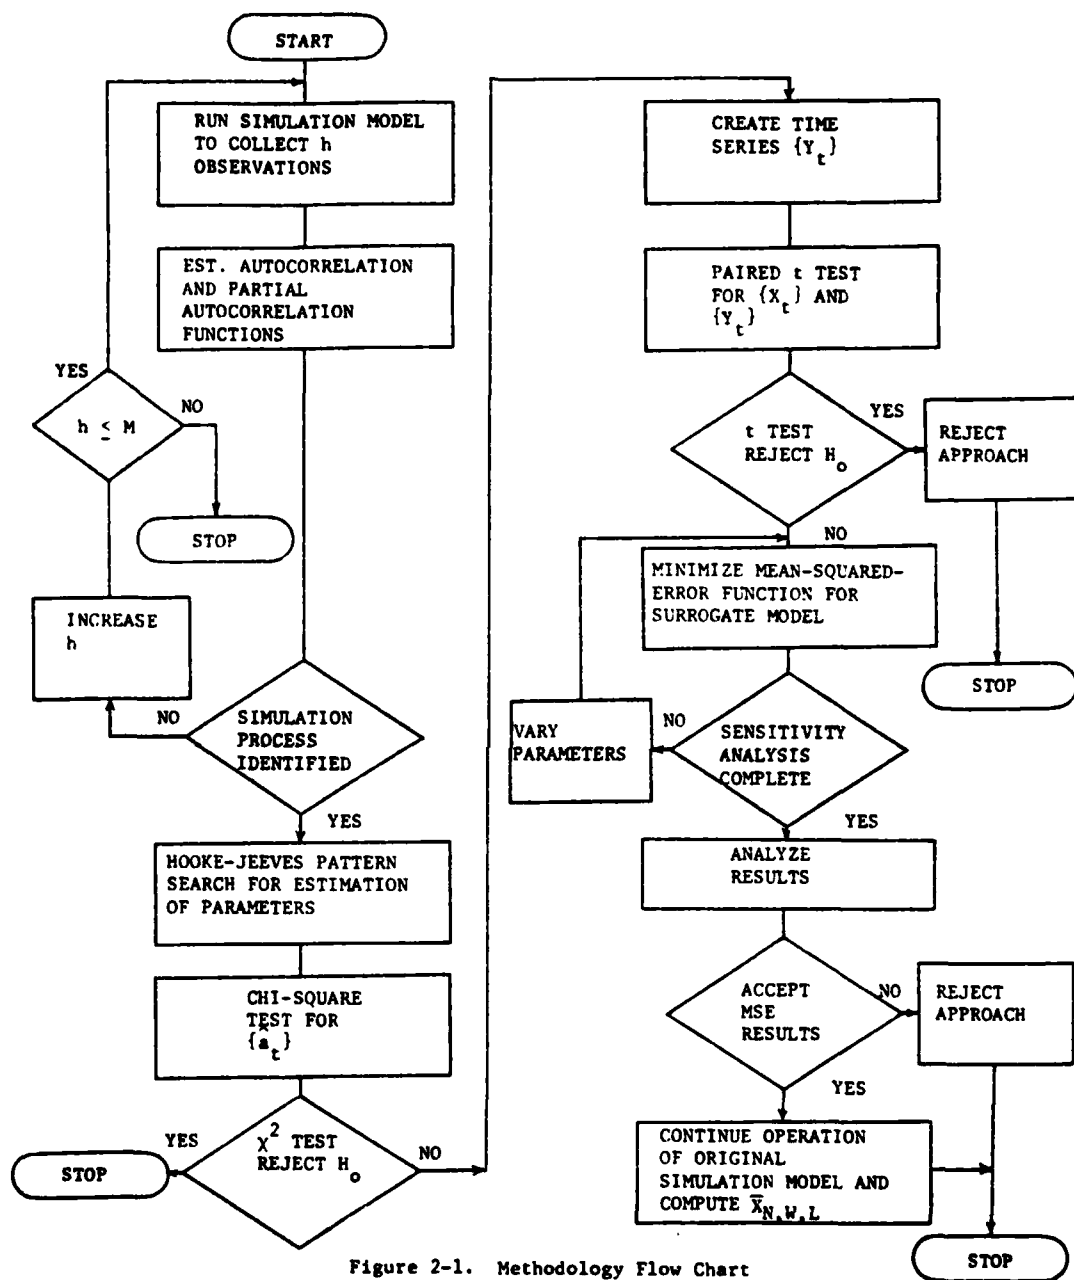 START
RUN SIMULATION MODEL
TO COLLECT h
OBSERVATIONS
EST. AUTOCORRELATION
AND PARTIAL
AUTOCORRELATION
FUNCTIONS
YES
h ≤ M
NO
STOP
INCREASE
h
NO
SIMULATION
PROCESS
IDENTIFIED
YES
HOOKE-JEEVES PATTERN
SEARCH FOR ESTIMATION
OF PARAMETERS
CHI-SQUARE
TEST FOR
{â_t}
YES
χ² TEST
REJECT H_o
NO
STOP
CREATE TIME
SERIES {Y_t}
PAIRED t TEST
FOR {X_t} AND
{Y_t}
YES
t TEST
REJECT H_o
REJECT
APPROACH
NO
STOP
MINIMIZE MEAN-SQUARED-
ERROR FUNCTION FOR
SURROGATE MODEL
VARY
PARAMETERS
NO
SENSITIVITY
ANALYSIS
COMPLETE
YES
ANALYZE
RESULTS
ACCEPT
MSE
RESULTS
NO
REJECT
APPROACH
YES
CONTINUE OPERATION
OF ORIGINAL
SIMULATION MODEL AND
COMPUTE X̄_N,W,L
STOP
Figure 2-1. Methodology Flow Chart